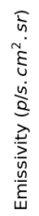 Emissivity (p/s. cm². sr)